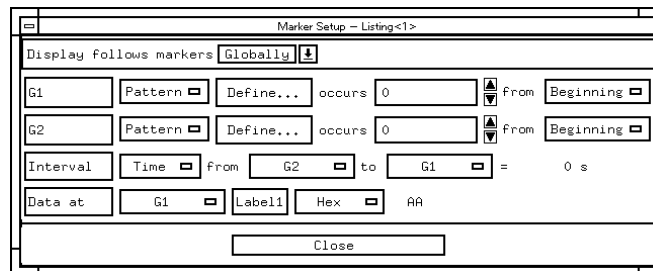 Marker Setup — Listing<1>
Display follows markers Globally
G1 Pattern Define... occurs 0 from Beginning
G2 Pattern Define... occurs 0 from Beginning
Interval Time from G2 to G1 = 0 s
Data at G1 Label1 Hex AA
Close